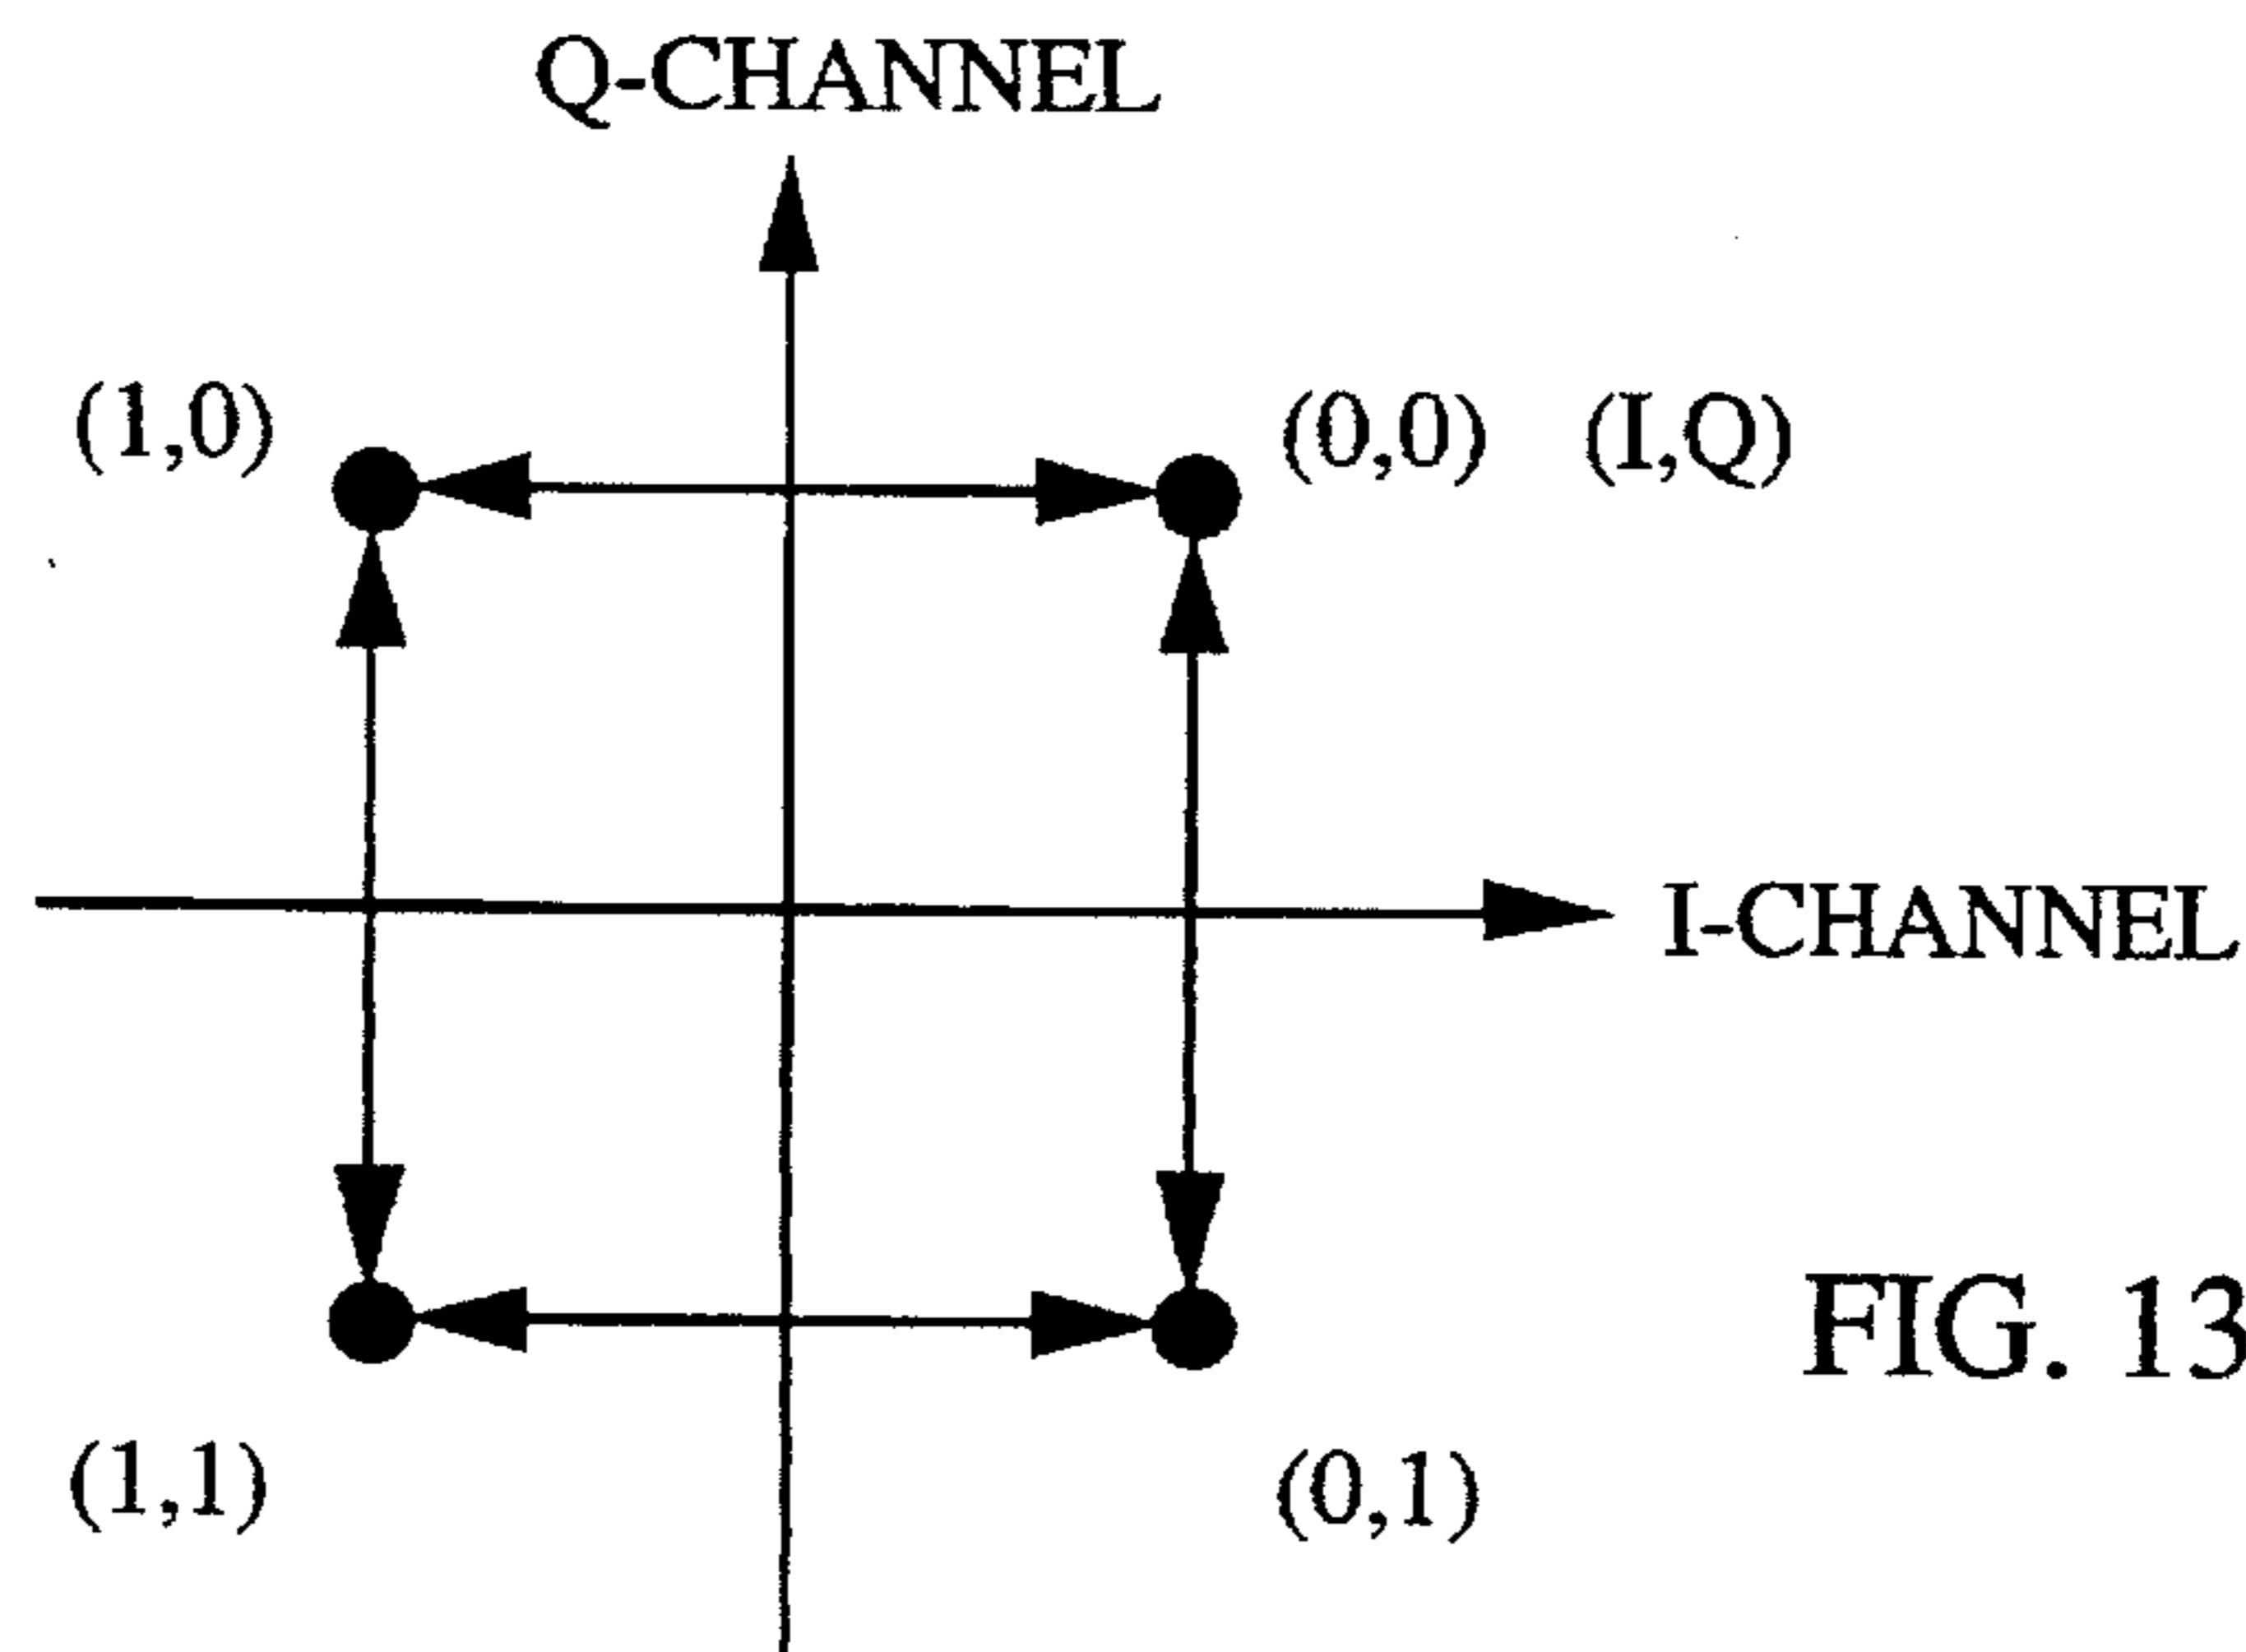 Q-CHANNEL
(1,0)
(0,0) (I,Q)
I-CHANNEL
FIG. 13
(1,1)
(0,1)